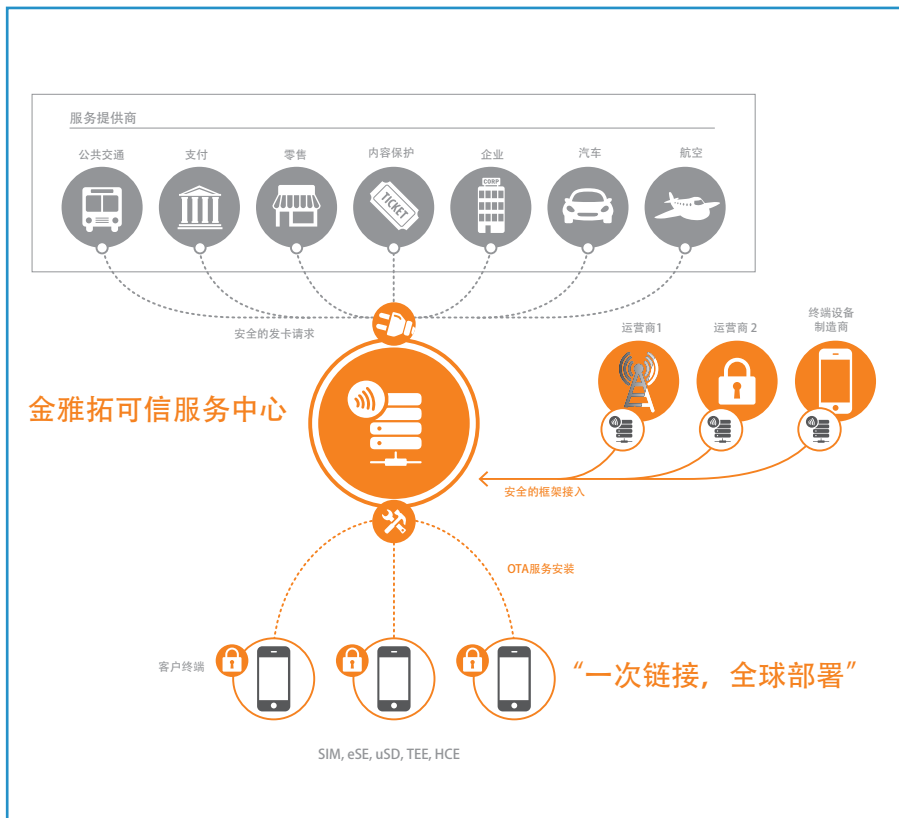 服务提供商
公共交通
支付
零售
内容保护
企业
汽车
航空
CORP
TICKET
安全的发卡请求
运营商1
运营商 2
终端设备
制造商
金雅拓可信服务中心
安全的框架接入
OTA服务安装
客户终端
“一次链接，全球部署”
SIM, eSE, uSD, TEE, HCE